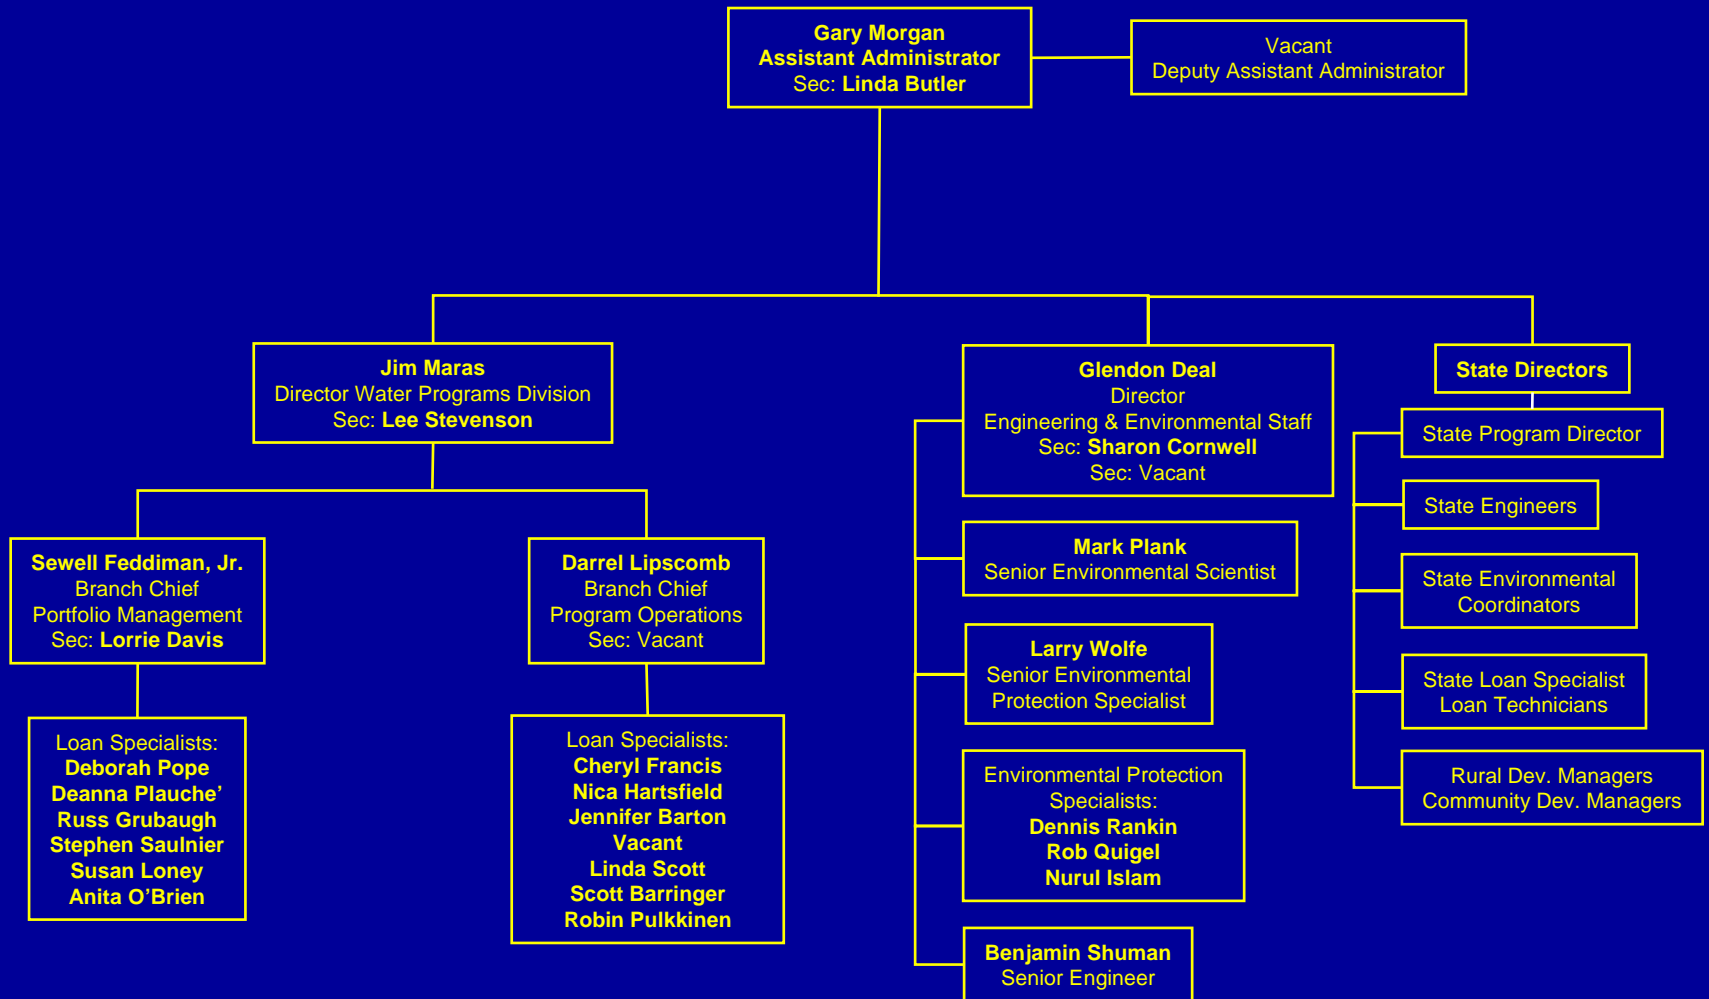 Gary Morgan
Assistant Administrator
Sec: Linda Butler
Vacant
Deputy Assistant Administrator
Jim Maras
Director Water Programs Division
Sec: Lee Stevenson
Glendon Deal
Director
Engineering & Environmental Staff
Sec: Sharon Cornwell
Sec: Vacant
State Directors
State Program Director
State Engineers
State Environmental
Coordinators
State Loan Specialist
Loan Technicians
Rural Dev. Managers
Community Dev. Managers
Sewell Feddiman, Jr.
Branch Chief
Portfolio Management
Sec: Lorrie Davis
Darrel Lipscomb
Branch Chief
Program Operations
Sec: Vacant
Mark Plank
Senior Environmental Scientist
Larry Wolfe
Senior Environmental
Protection Specialist
Environmental Protection
Specialists:
Dennis Rankin
Rob Quigel
Nurul Islam
Benjamin Shuman
Senior Engineer
Loan Specialists:
Deborah Pope
Deanna Plauche’
Russ Grubaugh
Stephen Saulnier
Susan Loney
Anita O’Brien
Loan Specialists:
Cheryl Francis
Nica Hartsfield
Jennifer Barton
Vacant
Linda Scott
Scott Barringer
Robin Pulkkinen